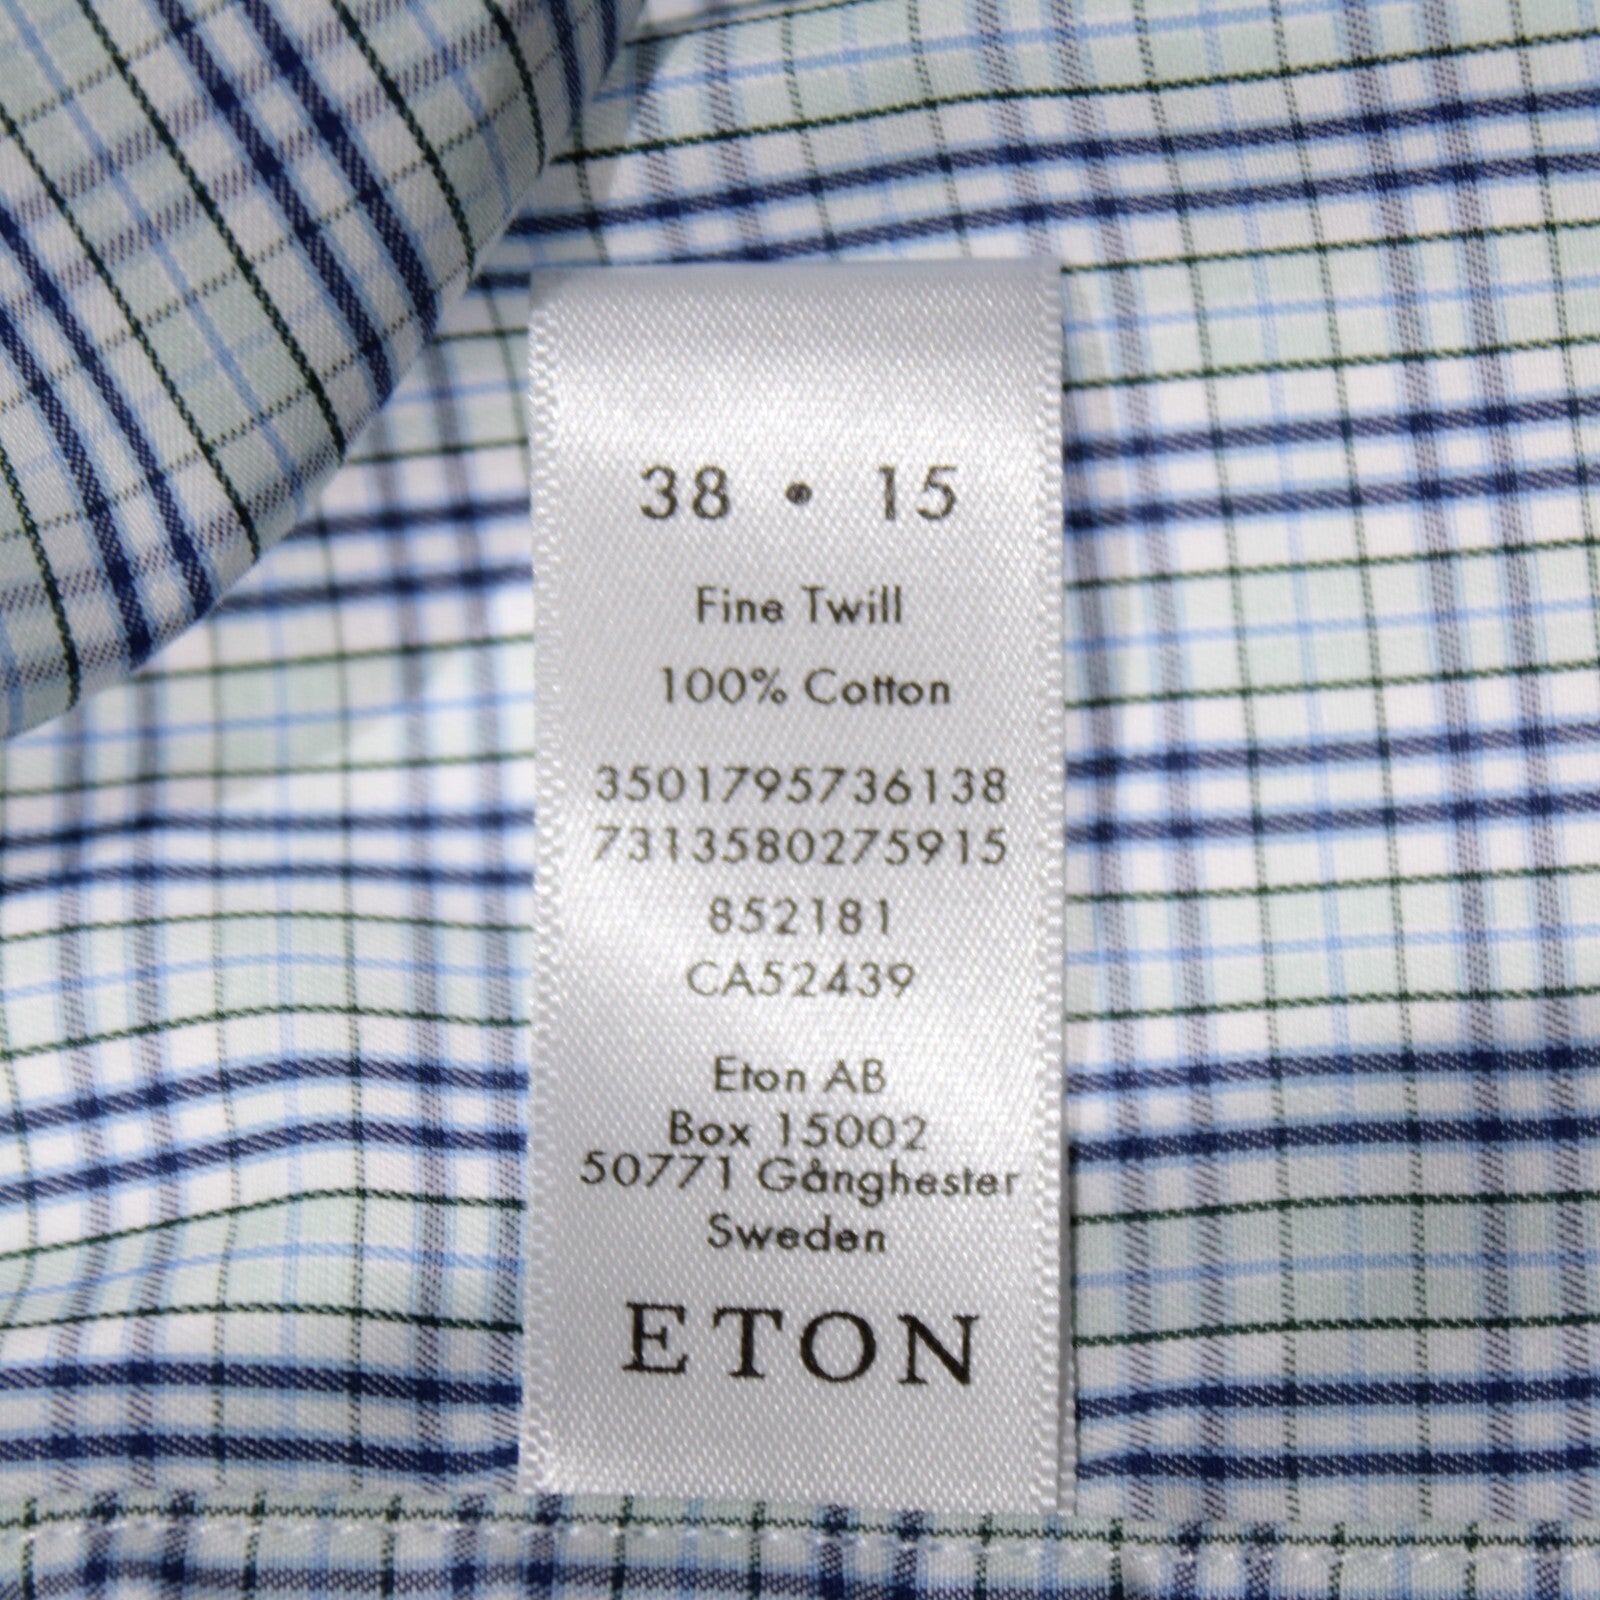 38 • 15
Fine Twill
100% Cotton
3501795736138
7313580275915
852181
CA52439
Eton AB
Box 15002
50771 Gånghester
Sweden
ETON